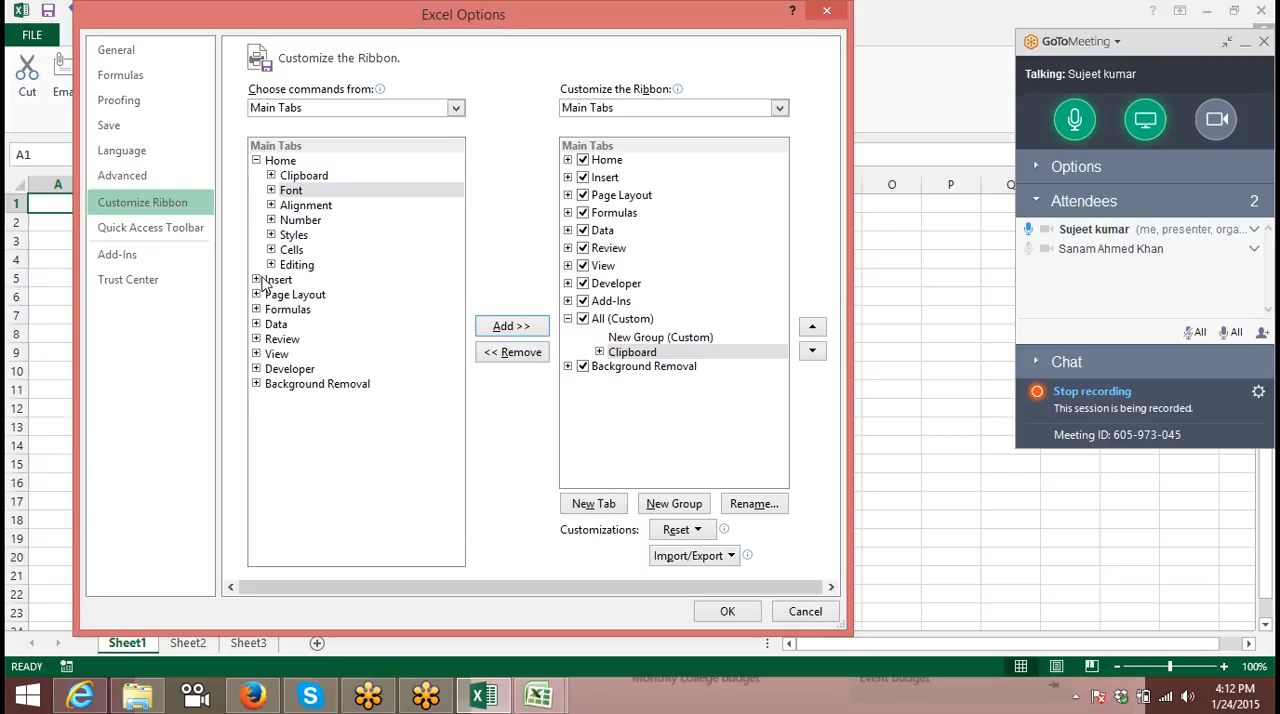 Excel Options
?
FILE
Cut
Ema
A1
General
Formulas
Proofing
Save
Language
Advanced
Customize Ribbon
Quick Access Toolbar
Add-Ins
Trust Center
Customize the Ribbon.
Choose commands from:
Main Tabs
Main Tabs
Home
Clipboard
Font
Alignment
Number
Styles
Cells
Editing
Insert
Page Layout
Formulas
Data
Review
View
Developer
Background Removal
Add >>
<< Remove
Customize the Ribbon:
Main Tabs
Main Tabs
Home
Insert
Page Layout
Formulas
Data
Review
View
Developer
Add-Ins
All (Custom)
New Group (Custom)
Clipboard
Background Removal
New Tab
New Group
Rename...
Customizations:
Reset
Import/Export
OK
Cancel
A
O
P
Q
1
2
3
4
5
6
7
8
9
10
11
12
13
14
15
16
17
18
19
20
21
22
23
GoToMeeting
Talking: Sujeet kumar
Options
Attendees 2
Sujeet kumar (me, presenter, orga...
Sanam Ahmed Khan
All All
Chat
Stop recording
This session is being recorded.
Meeting ID: 605-973-045
Sheet1 Sheet2 Sheet3
READY
100%
Monthly college budget
Event budget
4:12 PM
1/24/2015